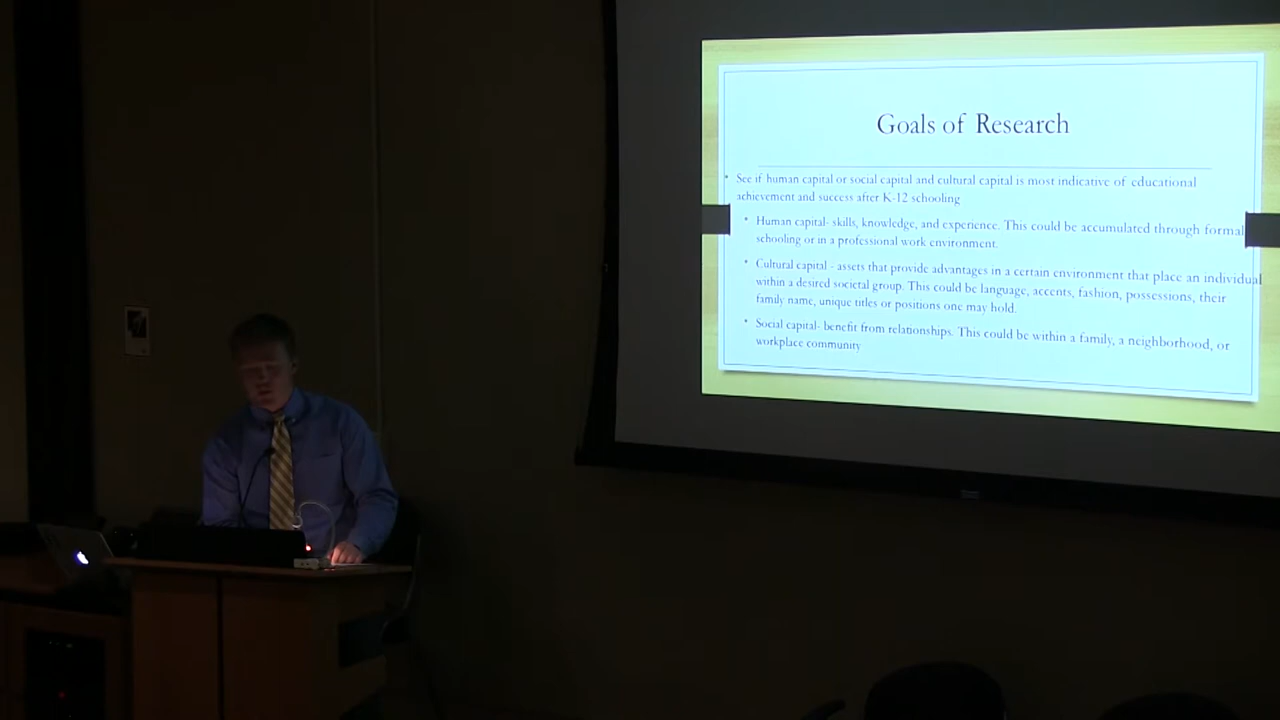 Goals of Research
• See if human capital or social capital and cultural capital is most indicative of educational
achievement and success after K-12 schooling
• Human capital- skills, knowledge, and experience. This could be accumulated through formal
schooling or in a professional work environment.
• Cultural capital - assets that provide advantages in a certain environment that place an individual
within a desired societal group. This could be language, accents, fashion, possessions, their
family name, unique titles or positions one may hold.
• Social capital- benefit from relationships. This could be within a family, a neighborhood, or
workplace community